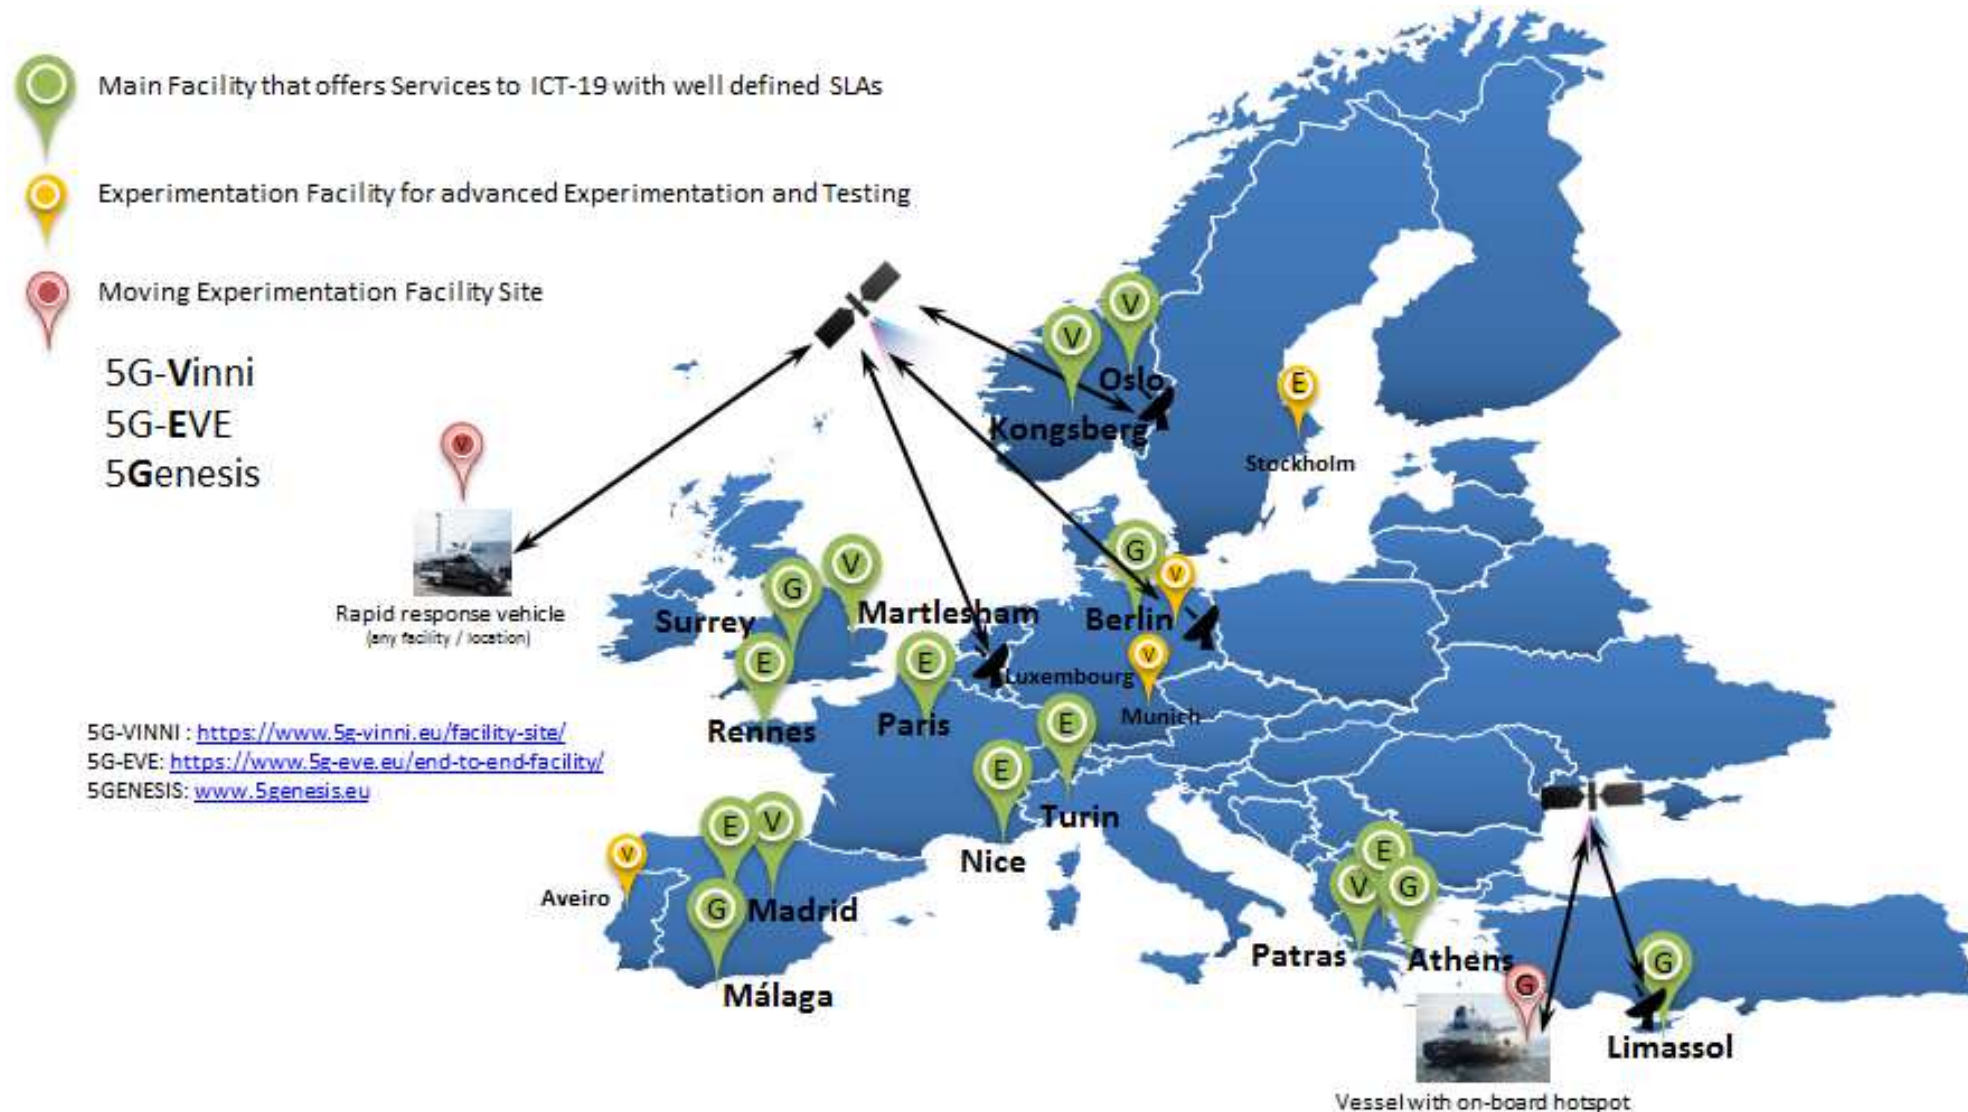 Main Facility that offers Services to ICT-19 with well defined SLAs
Experimentation Facility for advanced Experimentation and Testing
Moving Experimentation Facility Site
5G-Vinni
5G-EVE
5Genesis
V
V
Oslo
Kongsberg
E
Stockholm
V
Rapid response vehicle
(any facility / location)
G
V
Surrey
Martlesham
G
V
Berlin
E
Rennes
E
Paris
Luxembourg
V
Munich
E
Turin
E
Nice
5G-VINNI : https://www.5g-vinni.eu/facility-site/
5G-EVE: https://www.5g-eve.eu/end-to-end-facility/
5GENESIS: www.5genesis.eu
V
Aveiro
E
V
Madrid
G
Málaga
E
V
G
Patras
Athens
G
G
Limassol
Vessel with on-board hotspot